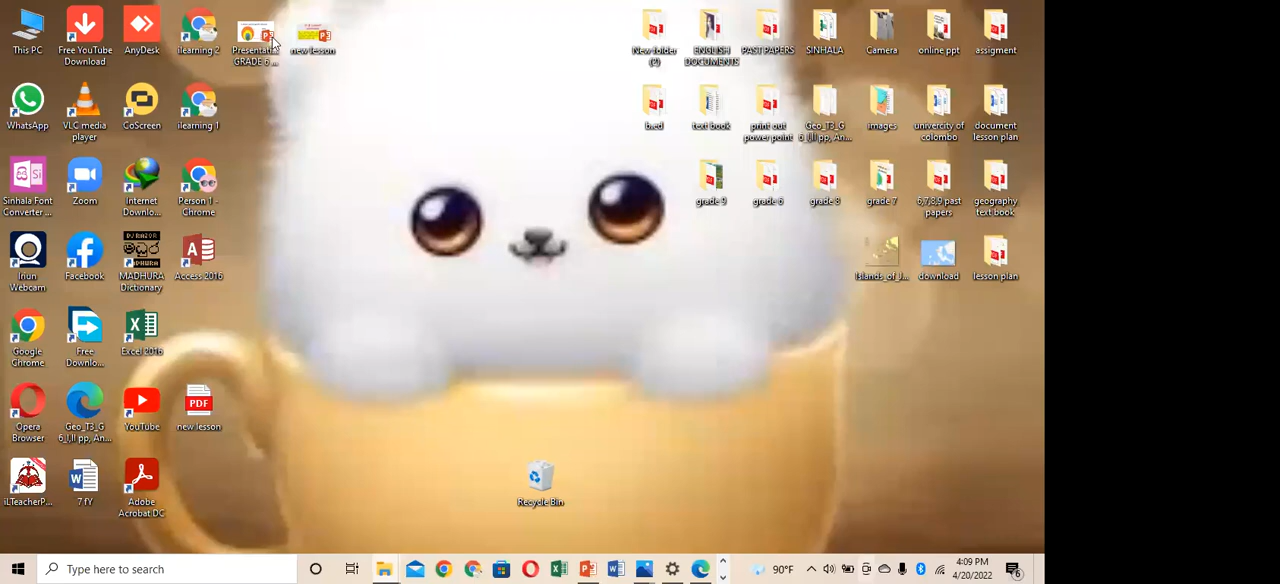 This PC
Free YouTube
Download
AnyDesk
ilearning 2
Presentati...
GRADE 6 ...
new lesson
New folder
(2)
ENGLISH
DOCUMENTS
PAST PAPERS
SINHALA
Camera
online ppt
assigment
WhatsApp
VLC media
player
CoScreen
ilearning 1
b.ed
text book
print out
power point
Geo_T3_G
6_I,II pp, An...
images
univercity of
colombo
document
lesson plan
Sinhala Font
Converter ...
Zoom
Internet
Downlo...
Person 1 -
Chrome
grade 9
grade 6
grade 8
grade 7
6,7,8,9 past
papers
geography
text book
Iriun
Webcam
Facebook
MADHURA
Dictionary
Access 2016
Islands_of_J...
download
lesson plan
Google
Chrome
Free
Downlo...
Excel 2016
Opera
Browser
Geo_T3_G
6_I,II pp, An...
YouTube
PDF
new lesson
iLTeacherP...
7 fY
Adobe
Acrobat DC
Recycle Bin
Type here to search
90°F
4:09 PM
4/20/2022
6